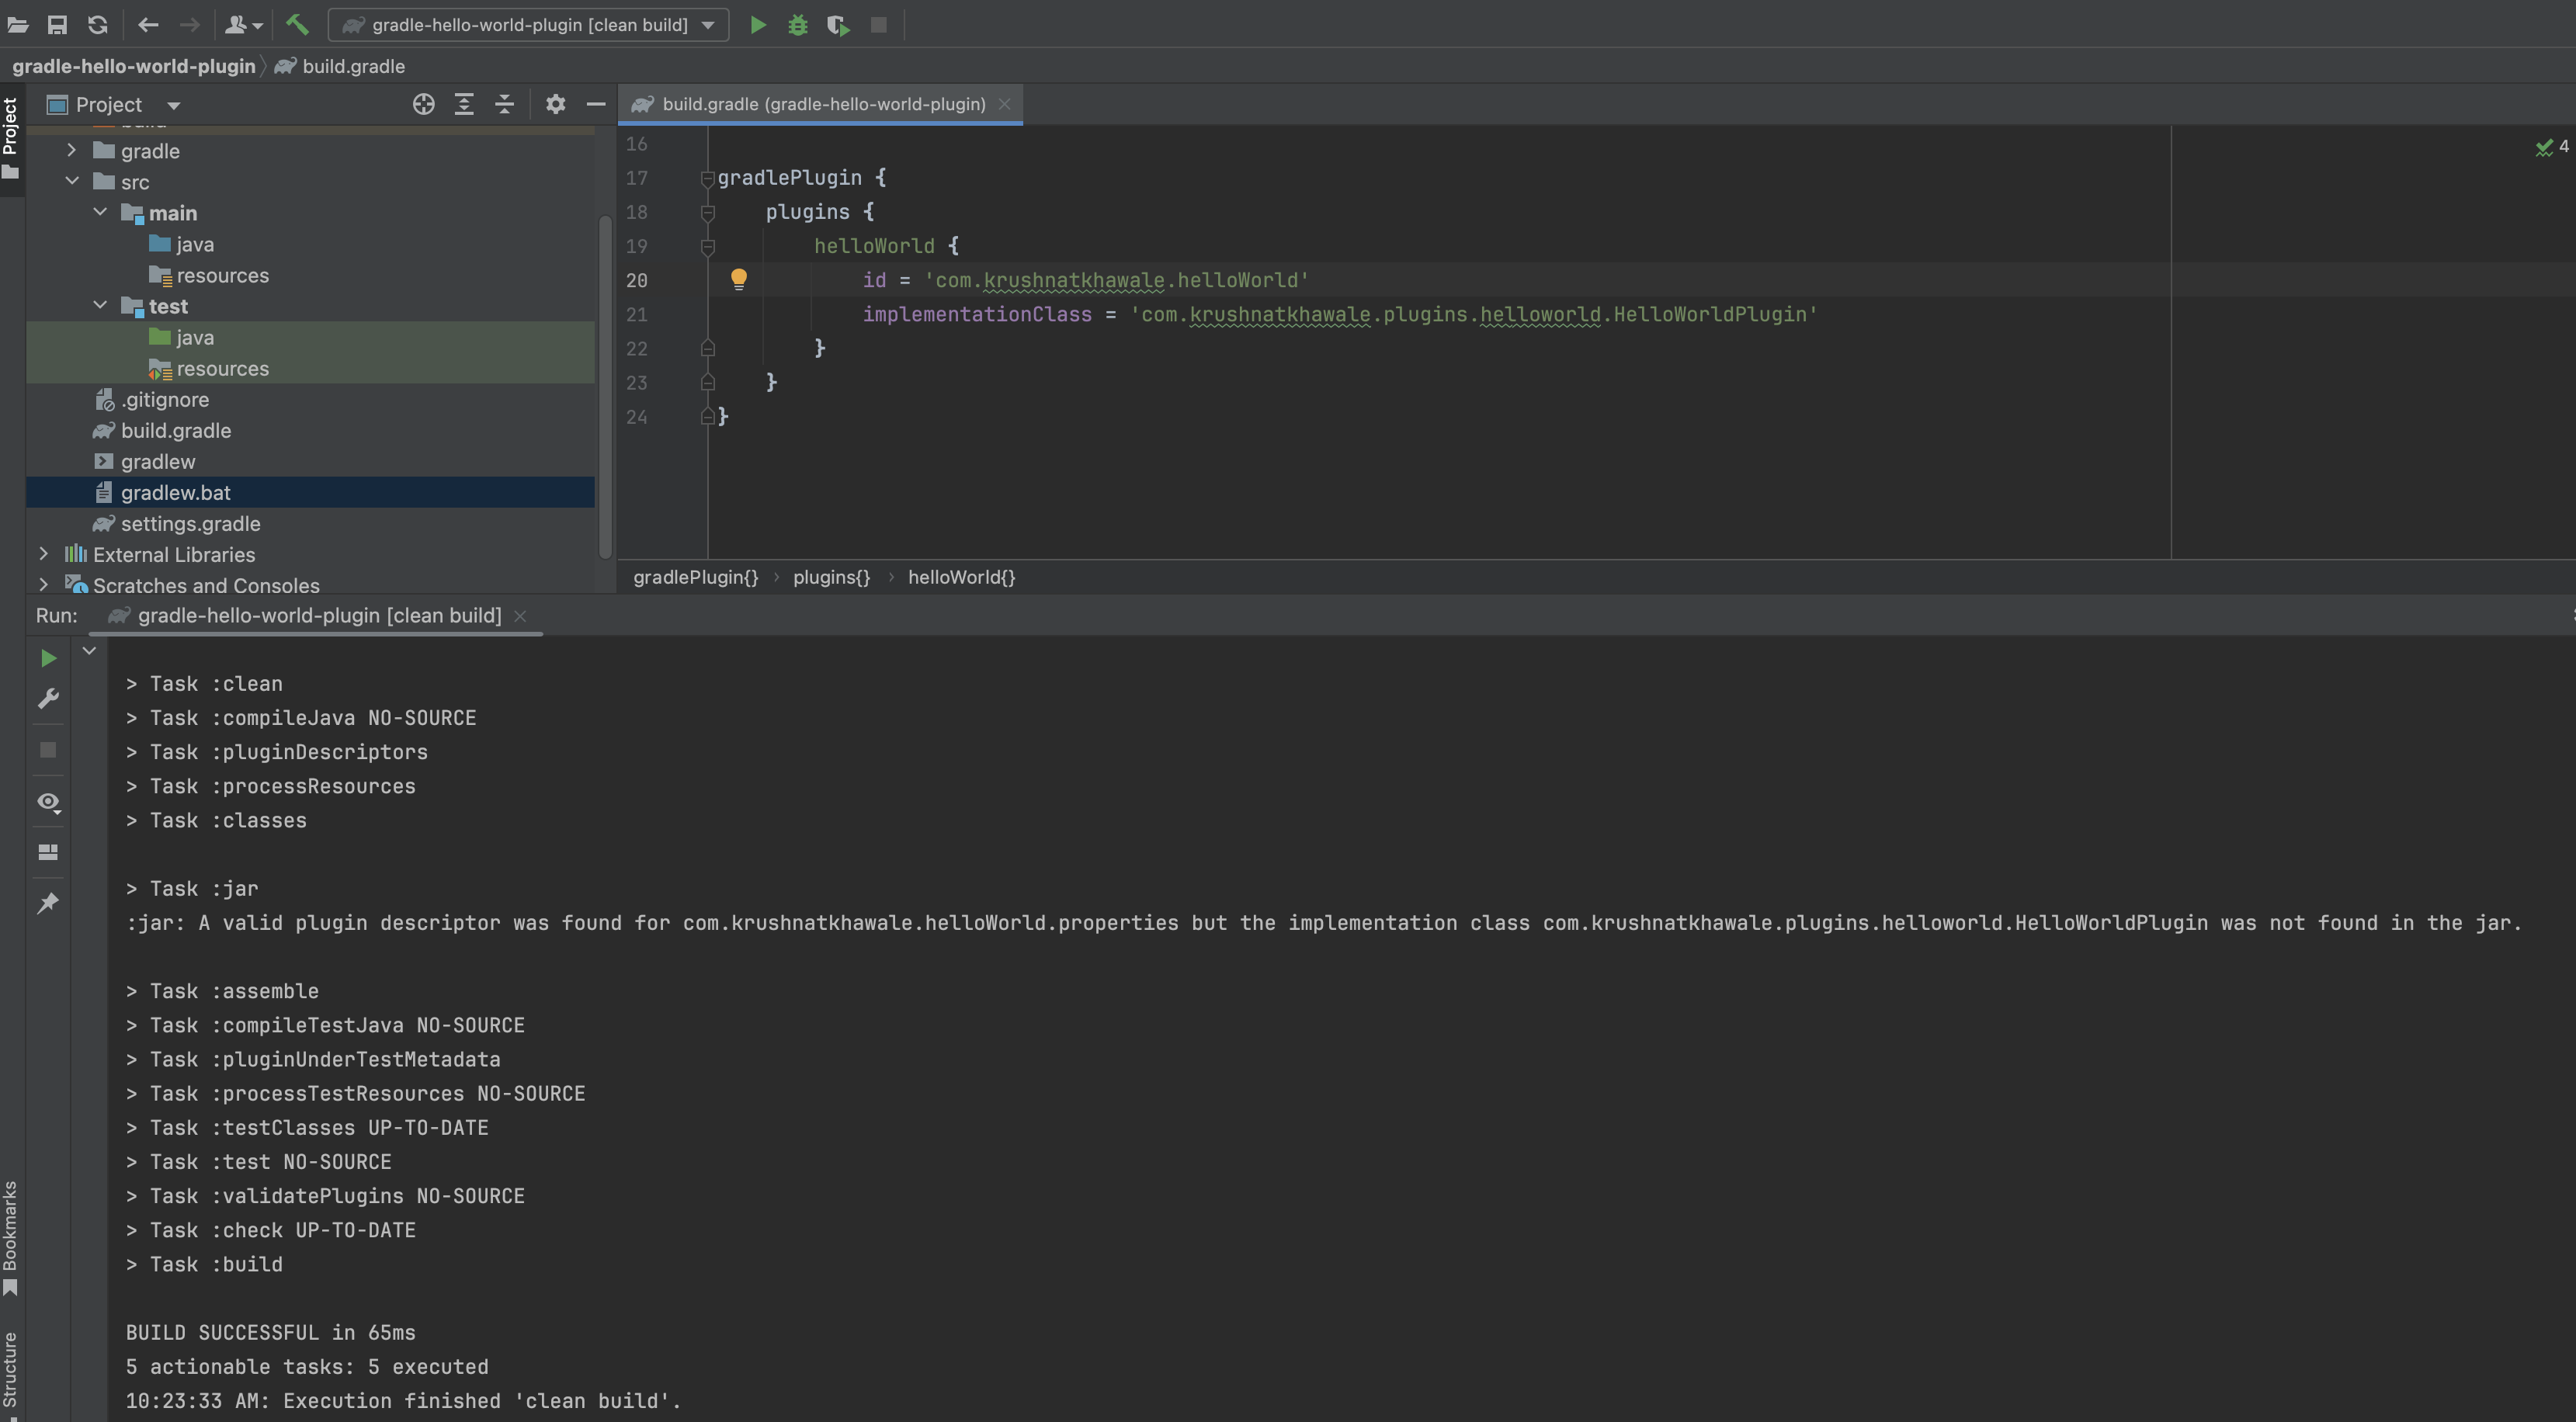 gradle-hello-world-plugin [clean build]
gradle-hello-world-plugin build.gradle
Project
Project
gradle
src
main
java
resources
test
java
resources
.gitignore
build.gradle
gradlew
gradlew.bat
settings.gradle
External Libraries
Scratches and Consoles
build.gradle (gradle-hello-world-plugin)
4
16
17 gradlePlugin {
18 plugins {
19 helloWorld {
20 id = 'com.krushnatkhawale.helloWorld'
21 implementationClass = 'com.krushnatkhawale.plugins.helloworld.HelloWorldPlugin'
22 }
23 }
24 }
gradlePlugin{} › plugins{} › helloWorld{}
Run: gradle-hello-world-plugin [clean build]
> Task :clean
> Task :compileJava NO-SOURCE
> Task :pluginDescriptors
> Task :processResources
> Task :classes
> Task :jar
:jar: A valid plugin descriptor was found for com.krushnatkhawale.helloWorld.properties but the implementation class com.krushnatkhawale.plugins.helloworld.HelloWorldPlugin was not found in the jar.
> Task :assemble
> Task :compileTestJava NO-SOURCE
> Task :pluginUnderTestMetadata
> Task :processTestResources NO-SOURCE
> Task :testClasses UP-TO-DATE
> Task :test NO-SOURCE
> Task :validatePlugins NO-SOURCE
> Task :check UP-TO-DATE
> Task :build
BUILD SUCCESSFUL in 65ms
5 actionable tasks: 5 executed
10:23:33 AM: Execution finished 'clean build'.
Bookmarks
Structure